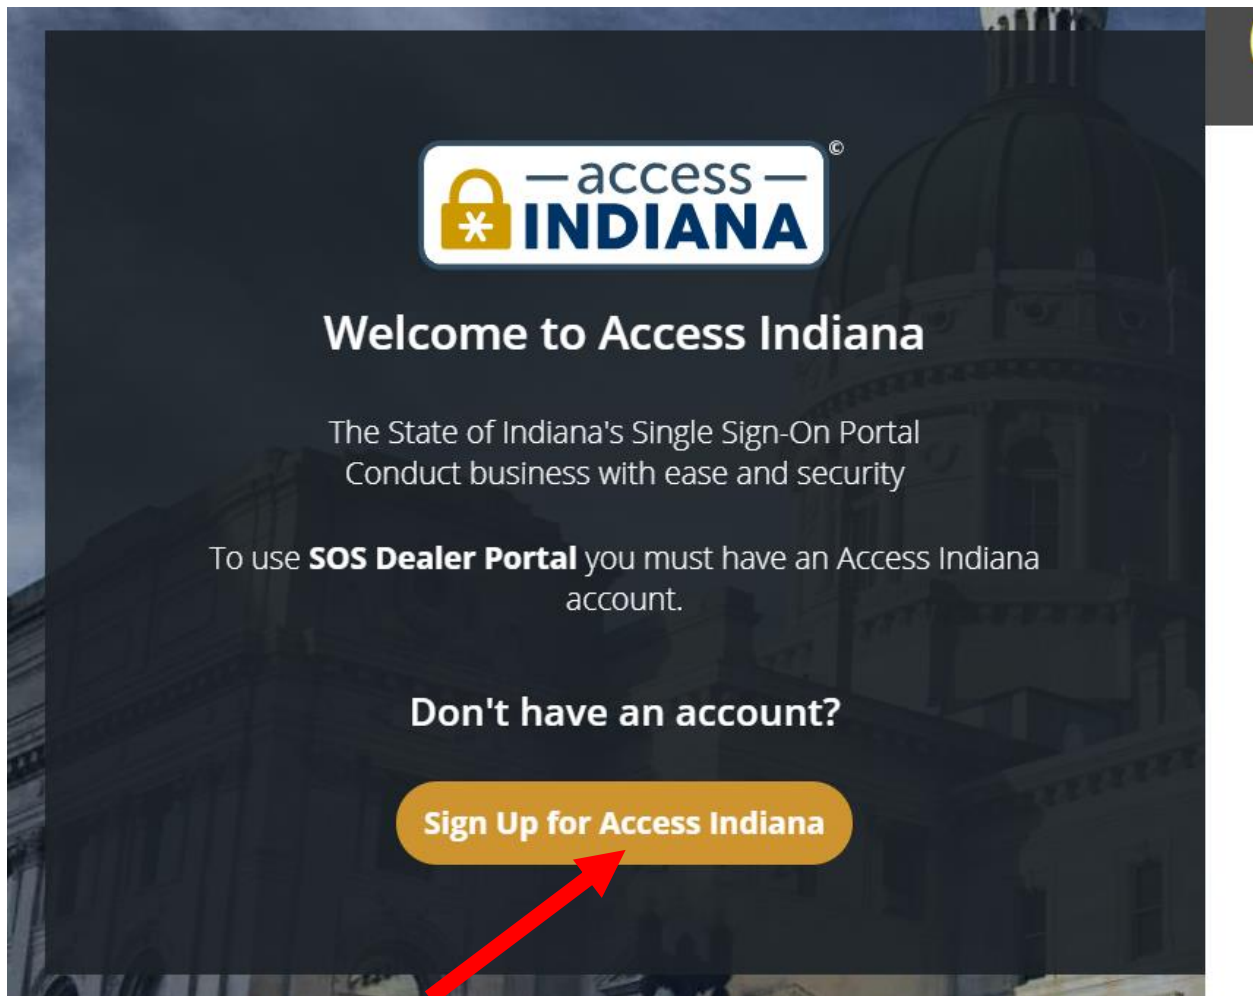 — access —
INDIANA
©
Welcome to Access Indiana
The State of Indiana's Single Sign-On Portal
Conduct business with ease and security
To use SOS Dealer Portal you must have an Access Indiana
account.
Don't have an account?
Sign Up for Access Indiana